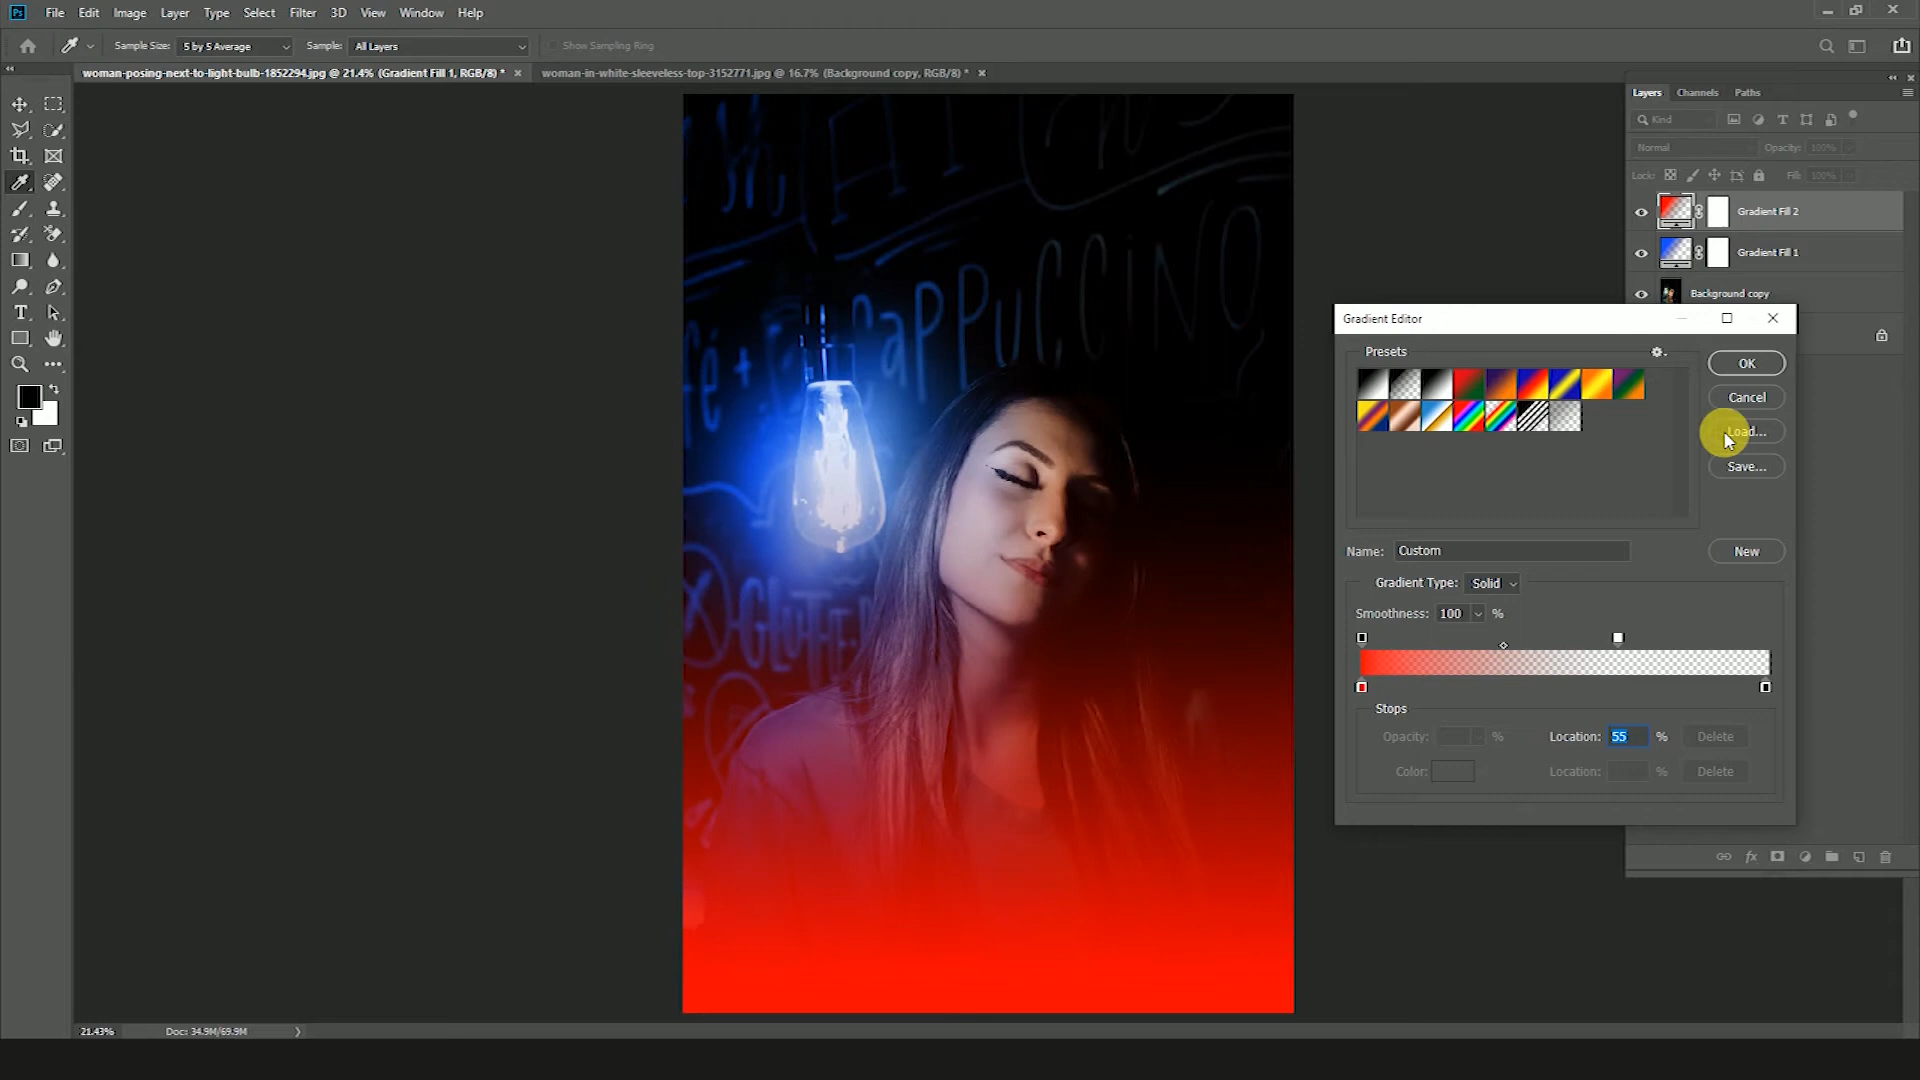 Ps File Edit Image Layer Type Select Filter 3D View Window Help
Sample Size: 5 by 5 Average Sample: All Layers Show Sampling Ring
woman-posing-next-to-light-bulb-1852294.jpg @ 21.4% (Gradient Fill 1, RGB/8) * × woman-in-white-sleeveless-top-3152771.jpg @ 16.7% (Background copy, RGB/8) * ×
Layers Channels Paths
Kind
Normal Opacity: 100%
Lock: Fill: 100%
Gradient Fill 2
Gradient Fill 1
Background copy
CAPPUCCINO
Gradient Editor
Presets
OK
Cancel
Load...
Save...
Name: Custom New
Gradient Type: Solid
Smoothness: 100 %
Stops
Opacity: % Location: 55 % Delete
Color: Location: % Delete
21.43% Doc: 34.9M/69.9M